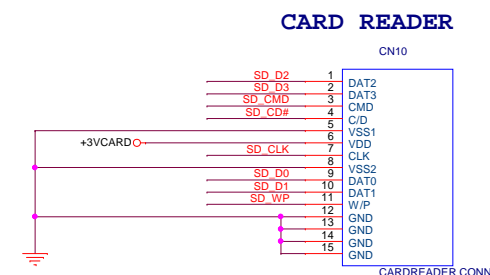 CARD READER
CN10
SD_D2 1 DAT2
SD_D3 2 DAT3
SD_CMD 3 CMD
SD_CD# 4 C/D
5 VSS1
+3VCARD 6 VDD
SD_CLK 7 CLK
8 VSS2
SD_D0 9 DAT0
SD_D1 10 DAT1
SD_WP 11 W/P
12 GND
13 GND
14 GND
15 GND
CARDREADER CONN